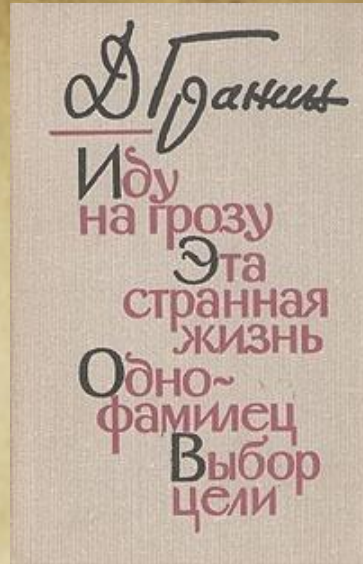 Д Гранин
Иду
на грозу
Эта
странная
жизнь
Одно-
фамилец
Выбор
цели